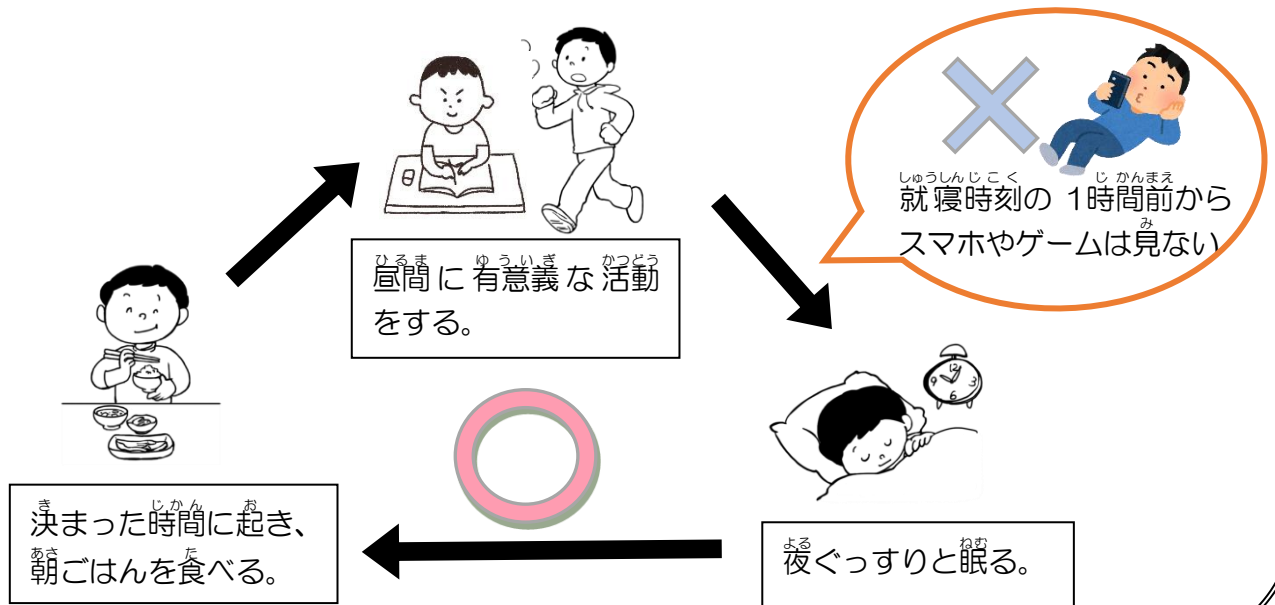 就寝時刻の 1時間前から
スマホやゲームは見ない
昼間に有意義な活動
をする。
決まった時間に起き、
朝ごはんを食べる。
夜ぐっすりと眠る。